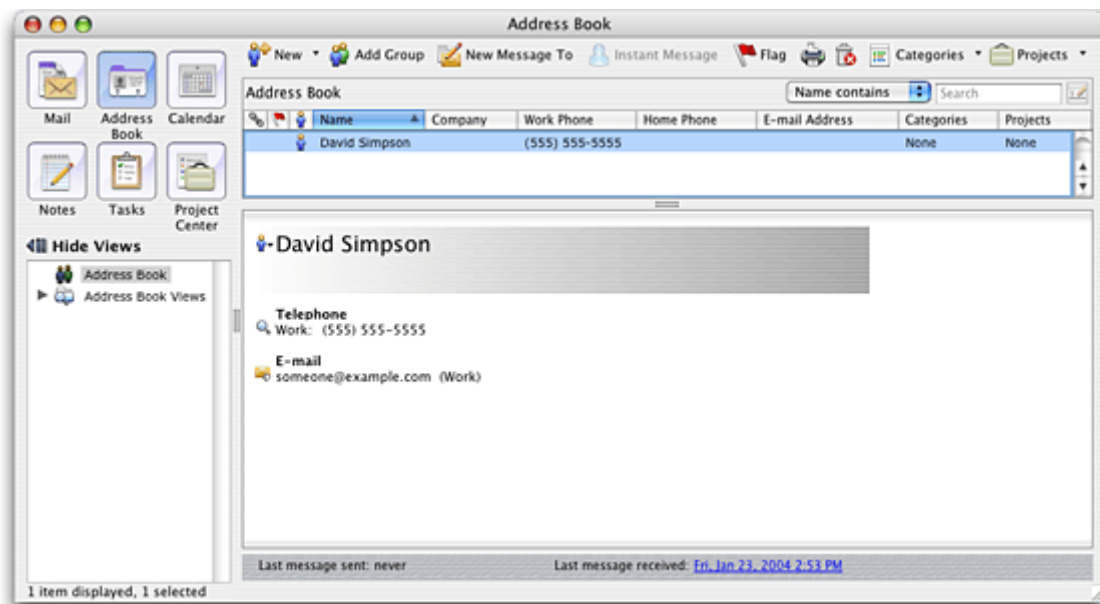 Address Book
New Add Group New Message To Instant Message Flag Categories Projects
Mail Address Book Calendar
Address Book Name contains Search
Name Company Work Phone Home Phone E-mail Address Categories Projects
David Simpson (555) 555-5555 None None
Notes Tasks Project Center
Hide Views
Address Book
Address Book Views
David Simpson
Telephone
Work: (555) 555-5555
E-mail
someone@example.com (Work)
Last message sent: never Last message received: Fri, Jan 23, 2004 2:53 PM
1 item displayed, 1 selected